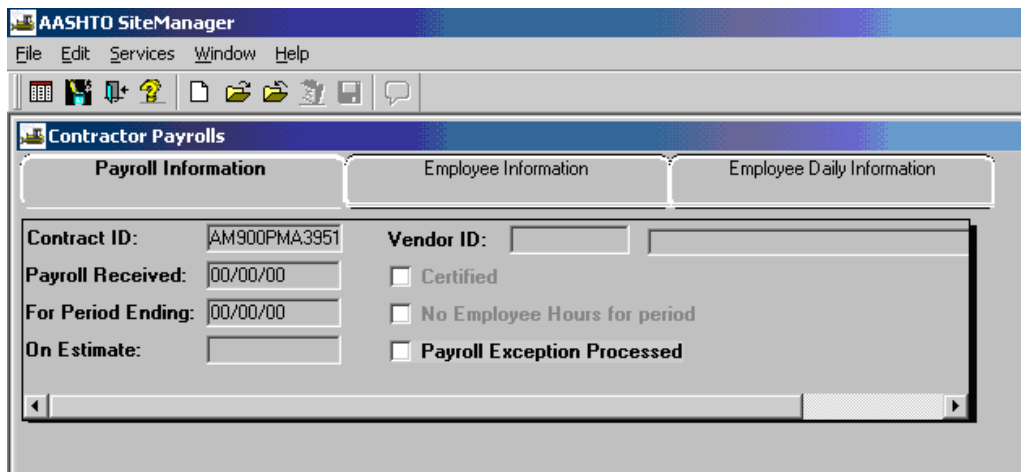 AASHTO SiteManager
File Edit Services Window Help
Contractor Payrolls
Payroll Information Employee Information Employee Daily Information
Contract ID: AM900PMA3951 Vendor ID:
Payroll Received: 00/00/00 Certified
For Period Ending: 00/00/00 No Employee Hours for period
On Estimate: Payroll Exception Processed